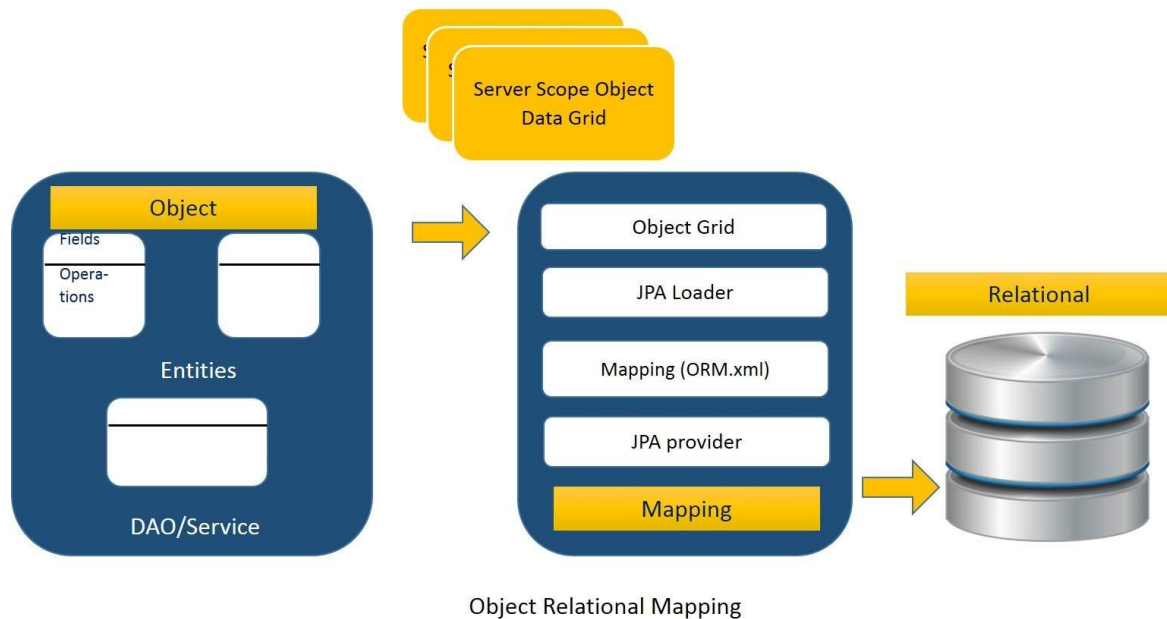 Server Scope Object
Data Grid
Object
Fields
Opera-
tions
Entities
DAO/Service
Object Grid
JPA Loader
Mapping (ORM.xml)
JPA provider
Mapping
Relational
Object Relational Mapping